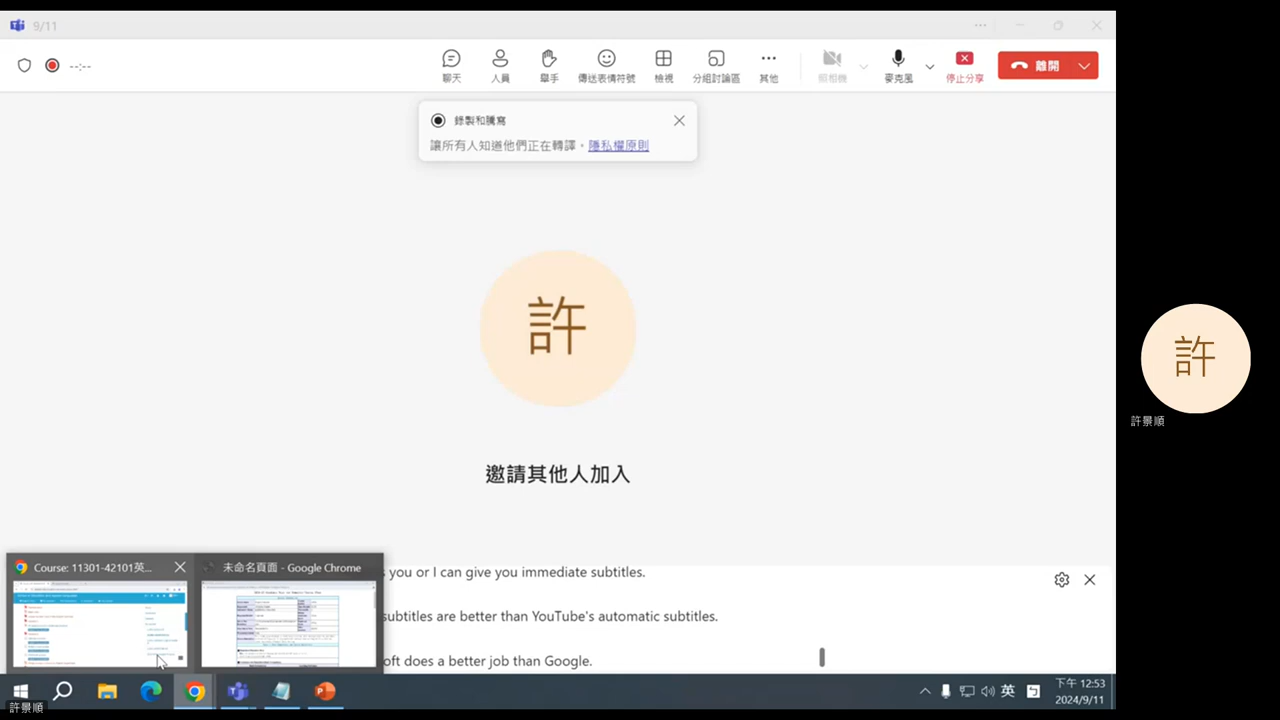 9/11
--:--
聊天
人員
舉手
傳送表情符號
檢視
分組討論區
其他
照相機
麥克風
停止分享
離開
錄製和騰寫
讓所有人知道他們正在轉譯。隱私權原則
許
邀請其他人加入
許
許景順
Course: 11301-42101英...
未命名頁面 - Google Chrome
you or I can give you immediate subtitles.
subtitles are better than YouTube's automatic subtitles.
oft does a better job than Google.
英
下午 12:53
2024/9/11
許景順